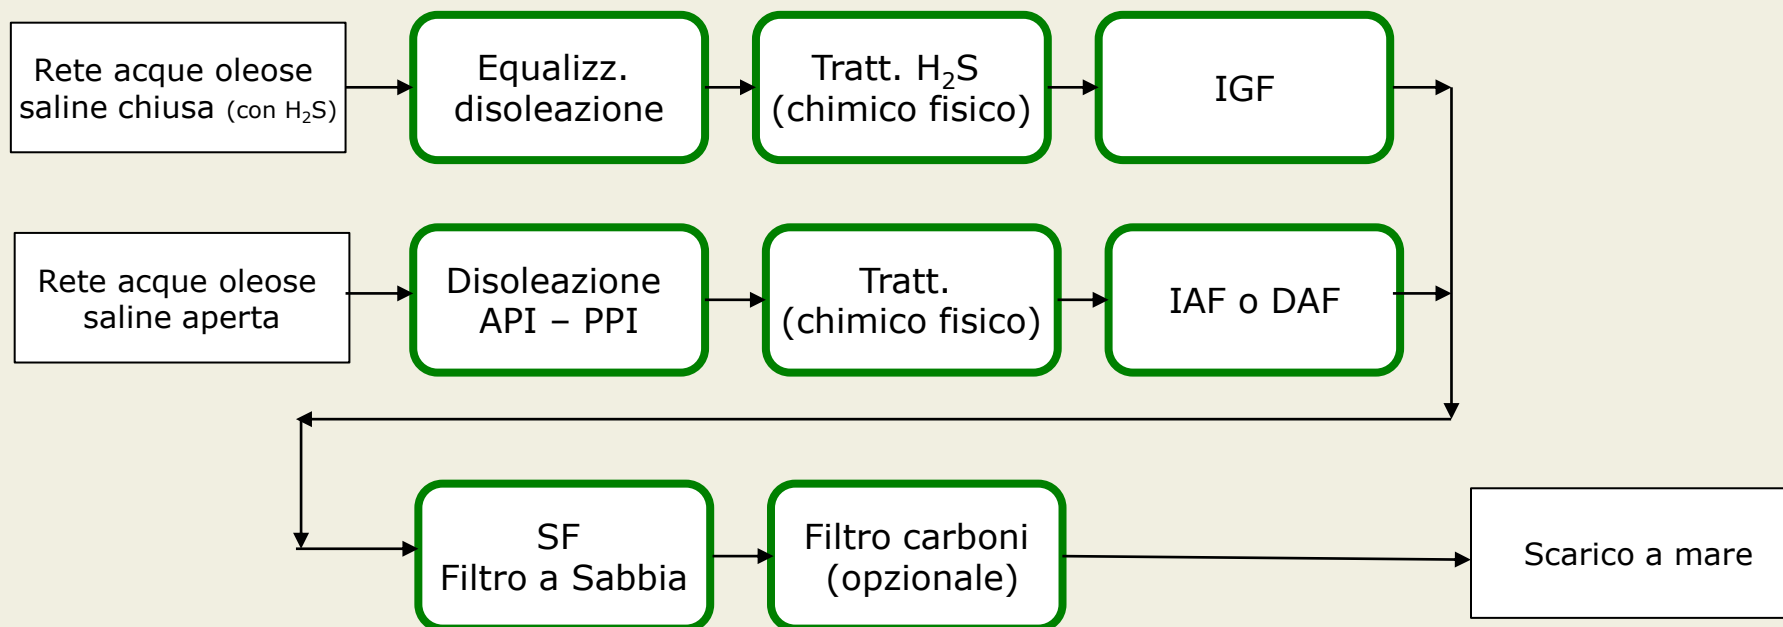 Rete acque oleose
saline chiusa (con H₂S)
Equalizz.
disoleazione
Tratt. H₂S
(chimico fisico)
IGF
Rete acque oleose
saline aperta
Disoleazione
API – PPI
Tratt.
(chimico fisico)
IAF o DAF
SF
Filtro a Sabbia
Filtro carboni
(opzionale)
Scarico a mare